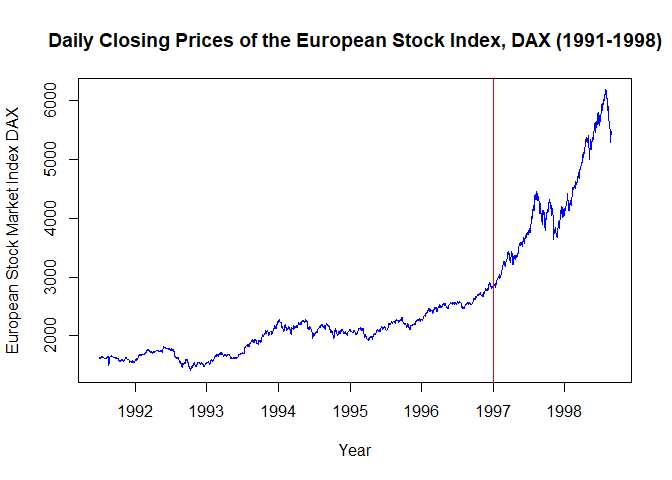 Daily Closing Prices of the European Stock Index, DAX (1991-1998)
European Stock Market Index DAX
6000
5000
4000
3000
2000
1992 1993 1994 1995 1996 1997 1998
Year